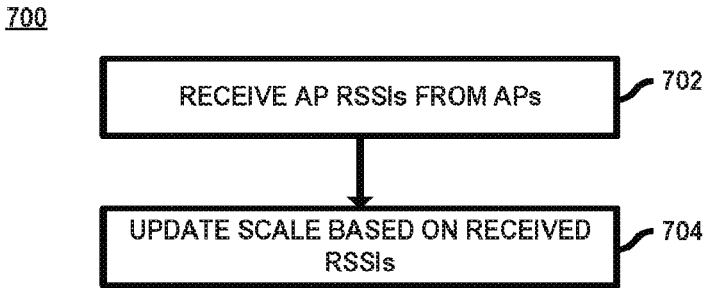 700
RECEIVE AP RSSIs FROM APs
702
UPDATE SCALE BASED ON RECEIVED
RSSIs
704